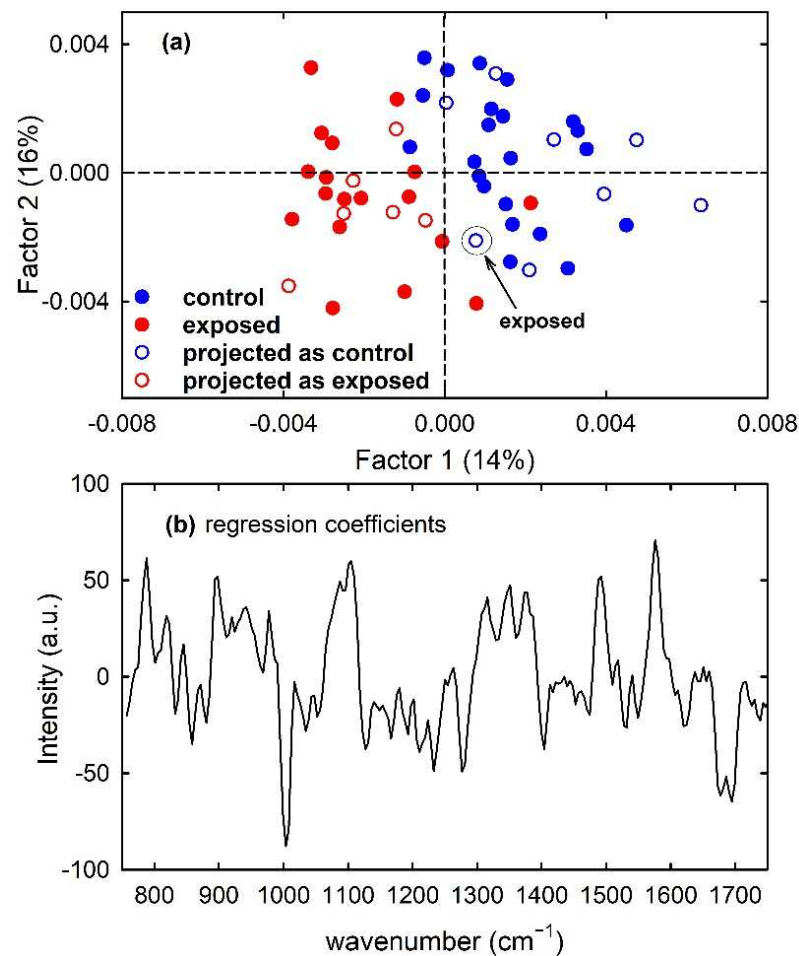 (a)
0.004
0.000
-0.004
Factor 2 (16%)
control
exposed
projected as control
projected as exposed
exposed
-0.008 -0.004 0.000 0.004 0.008
Factor 1 (14%)
(b) regression coefficients
100
50
0
-50
-100
Intensity (a.u.)
800 900 1000 1100 1200 1300 1400 1500 1600 1700
wavenumber (cm⁻¹)